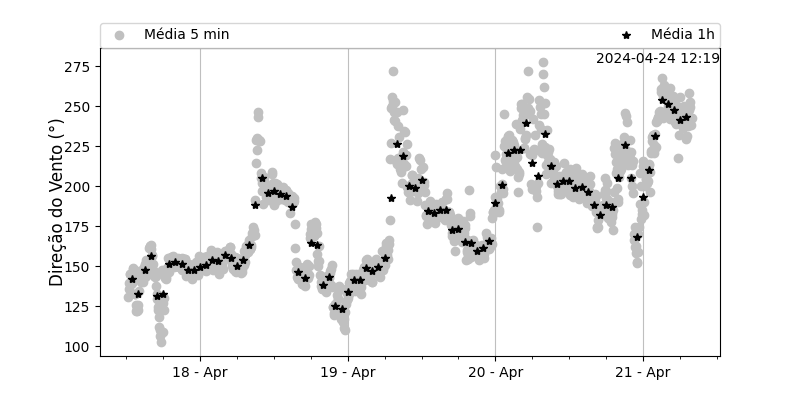 Média 5 min
Média 1h
2024-04-24 12:19
Direção do Vento (°)
275
250
225
200
175
150
125
100
18 - Apr
19 - Apr
20 - Apr
21 - Apr